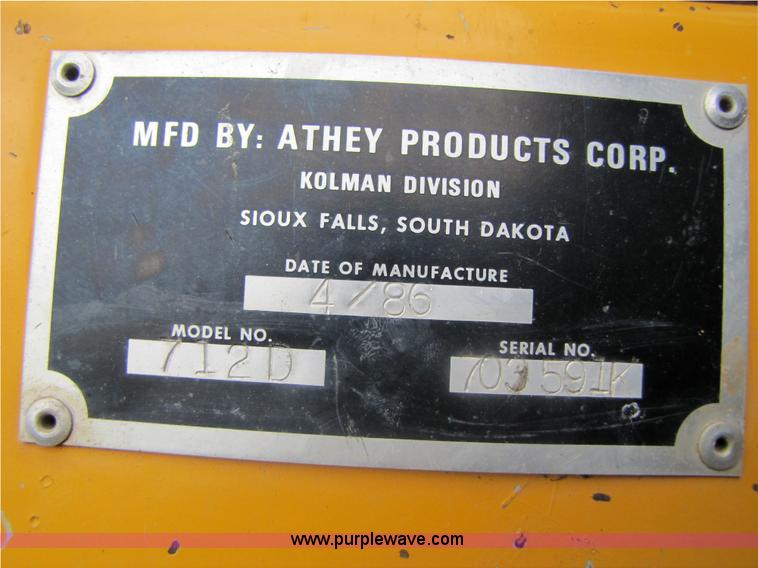 MFD BY: ATHEY PRODUCTS CORP.
KOLMAN DIVISION
SIOUX FALLS, SOUTH DAKOTA
DATE OF MANUFACTURE
4/86
MODEL NO.
712D
SERIAL NO.
703591K
www.purplewave.com